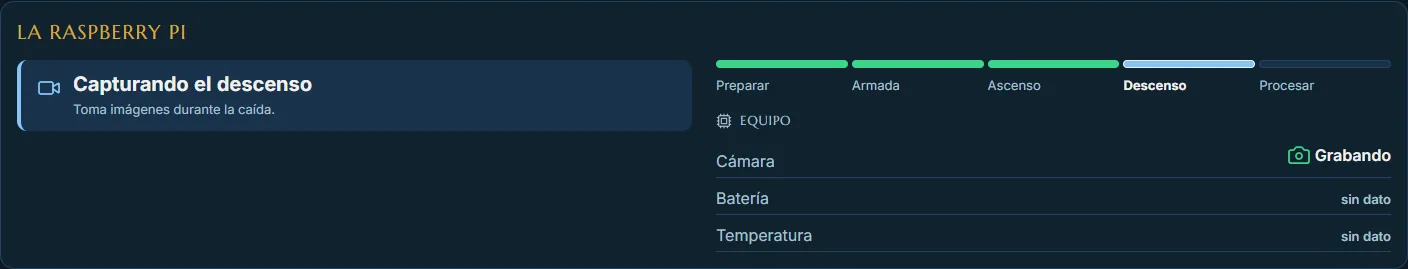 LA RASPBERRY PI
Capturando el descenso
Toma imágenes durante la caída.
Preparar Armada Ascenso Descenso Procesar
EQUIPO
Cámara Grabando
Batería sin dato
Temperatura sin dato